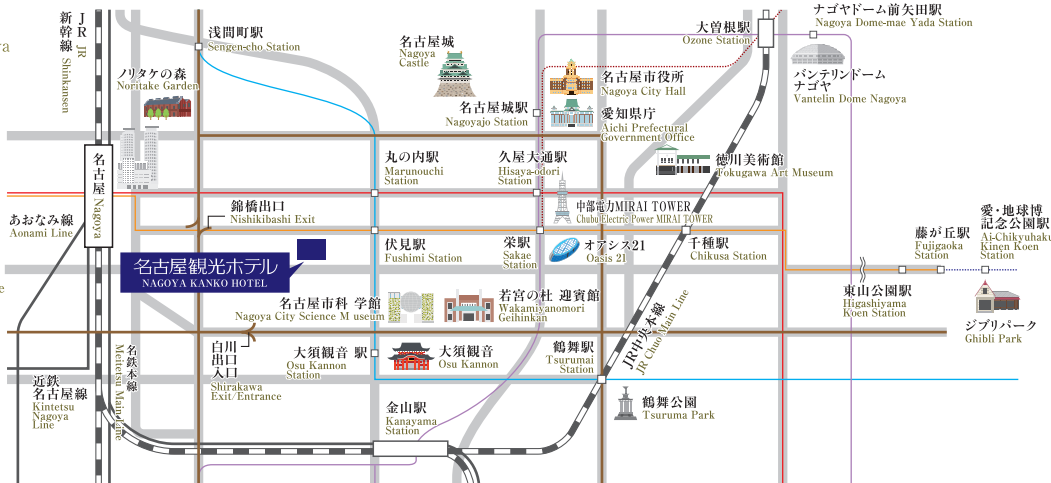 JR
新幹線
JR
Shinkansen
浅間町駅
Sengen-cho Station
ノリタケの森
Noritake Garden
名古屋城
Nagoya
Castle
名古屋城駅
Nagoyajo Station
名古屋市役所
Nagoya City Hall
愛知県庁
Aichi Prefectural
Government Office
大曽根駅
Ozone Station
ナゴヤドーム前矢田駅
Nagoya Dome-mae Yada Station
バンテリンドーム
ナゴヤ
Vantelin Dome Nagoya
名古屋 Nagoya
丸の内駅
Marunouchi
Station
久屋大通駅
Hisaya-odori
Station
徳川美術館
Tokugawa Art Museum
中部電力MIRAI TOWER
Chubu Electric Power MIRAI TOWER
あおなみ線
Aonami Line
錦橋出口
Nishikibashi Exit
伏見駅
Fushimi Station
栄駅
Sakae
Station
オアシス21
Oasis 21
千種駅
Chikusa Station
藤が丘駅
Fujigaoka
Station
愛・地球博
記念公園駅
Ai-Chikyuhaku
Kinen Koen
Station
名古屋観光ホテル
NAGOYA KANKO HOTEL
名古屋市科 学館
Nagoya City Science M useum
若宮の杜 迎賓館
Wakamiyanomori
Geihinkan
東山公園駅
Higashiyama
Koen Station
ジブリパーク
Ghibli Park
白川
出口
入口
Shirakawa
Exit/Entrance
大須観音 駅
Osu Kannon
Station
大須観音
Osu Kannon
鶴舞駅
Tsurumai
Station
JR中央本線
JR Chuo Main Line
名鉄本線
Meitetsu Main Line
近鉄
名古屋線
Kintetsu
Nagoya
Line
金山駅
Kanayama
Station
鶴舞公園
Tsuruma Park